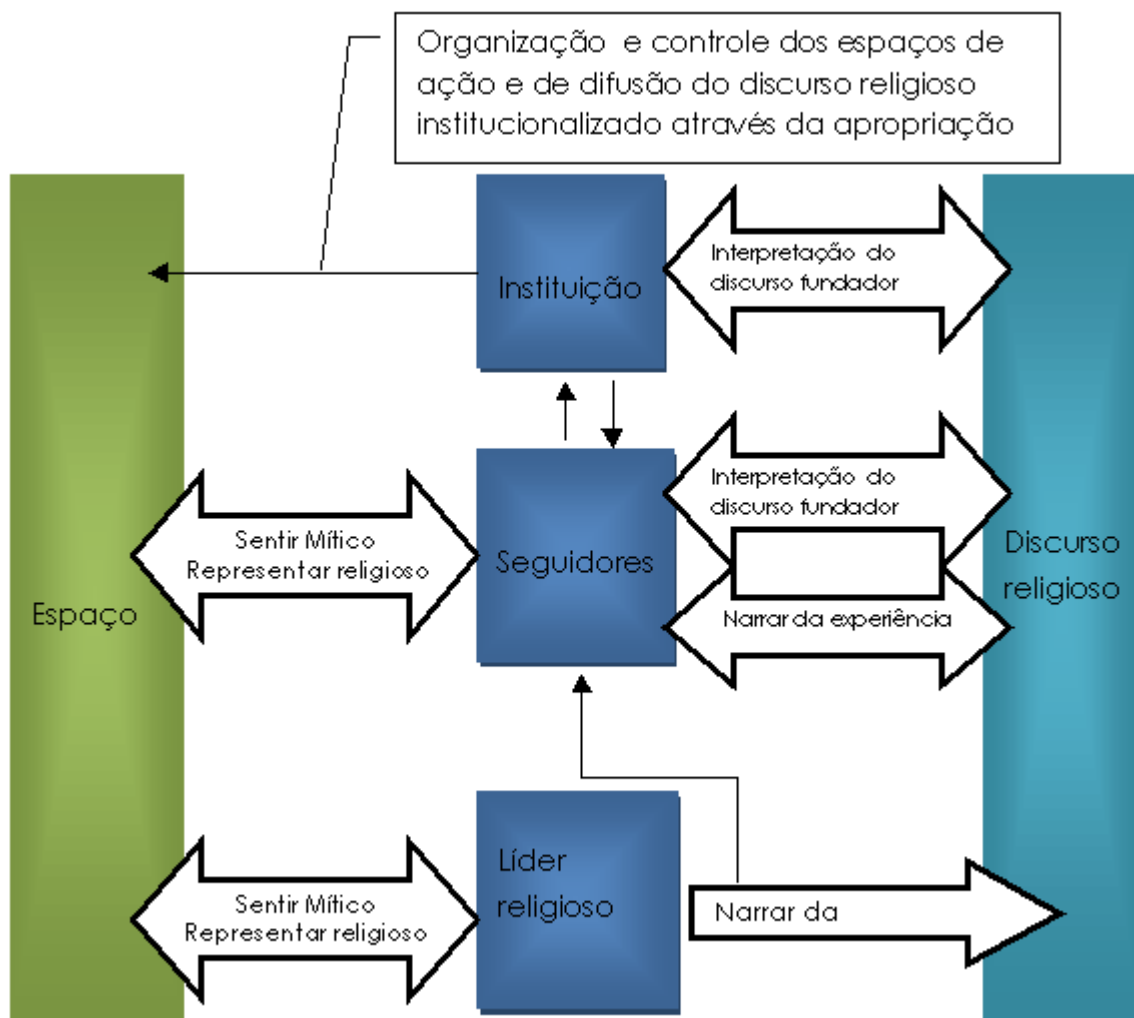 Organização e controle dos espaços de
ação e de difusão do discurso religioso
institucionalizado através da apropriação
Instituição
Interpretação do
discurso fundador
Interpretação do
discurso fundador
Sentir Mítico
Representar religioso
Seguidores
Discurso
religioso
Espaço
Narrar da experiência
Líder
religioso
Sentir Mítico
Representar religioso
Narrar da